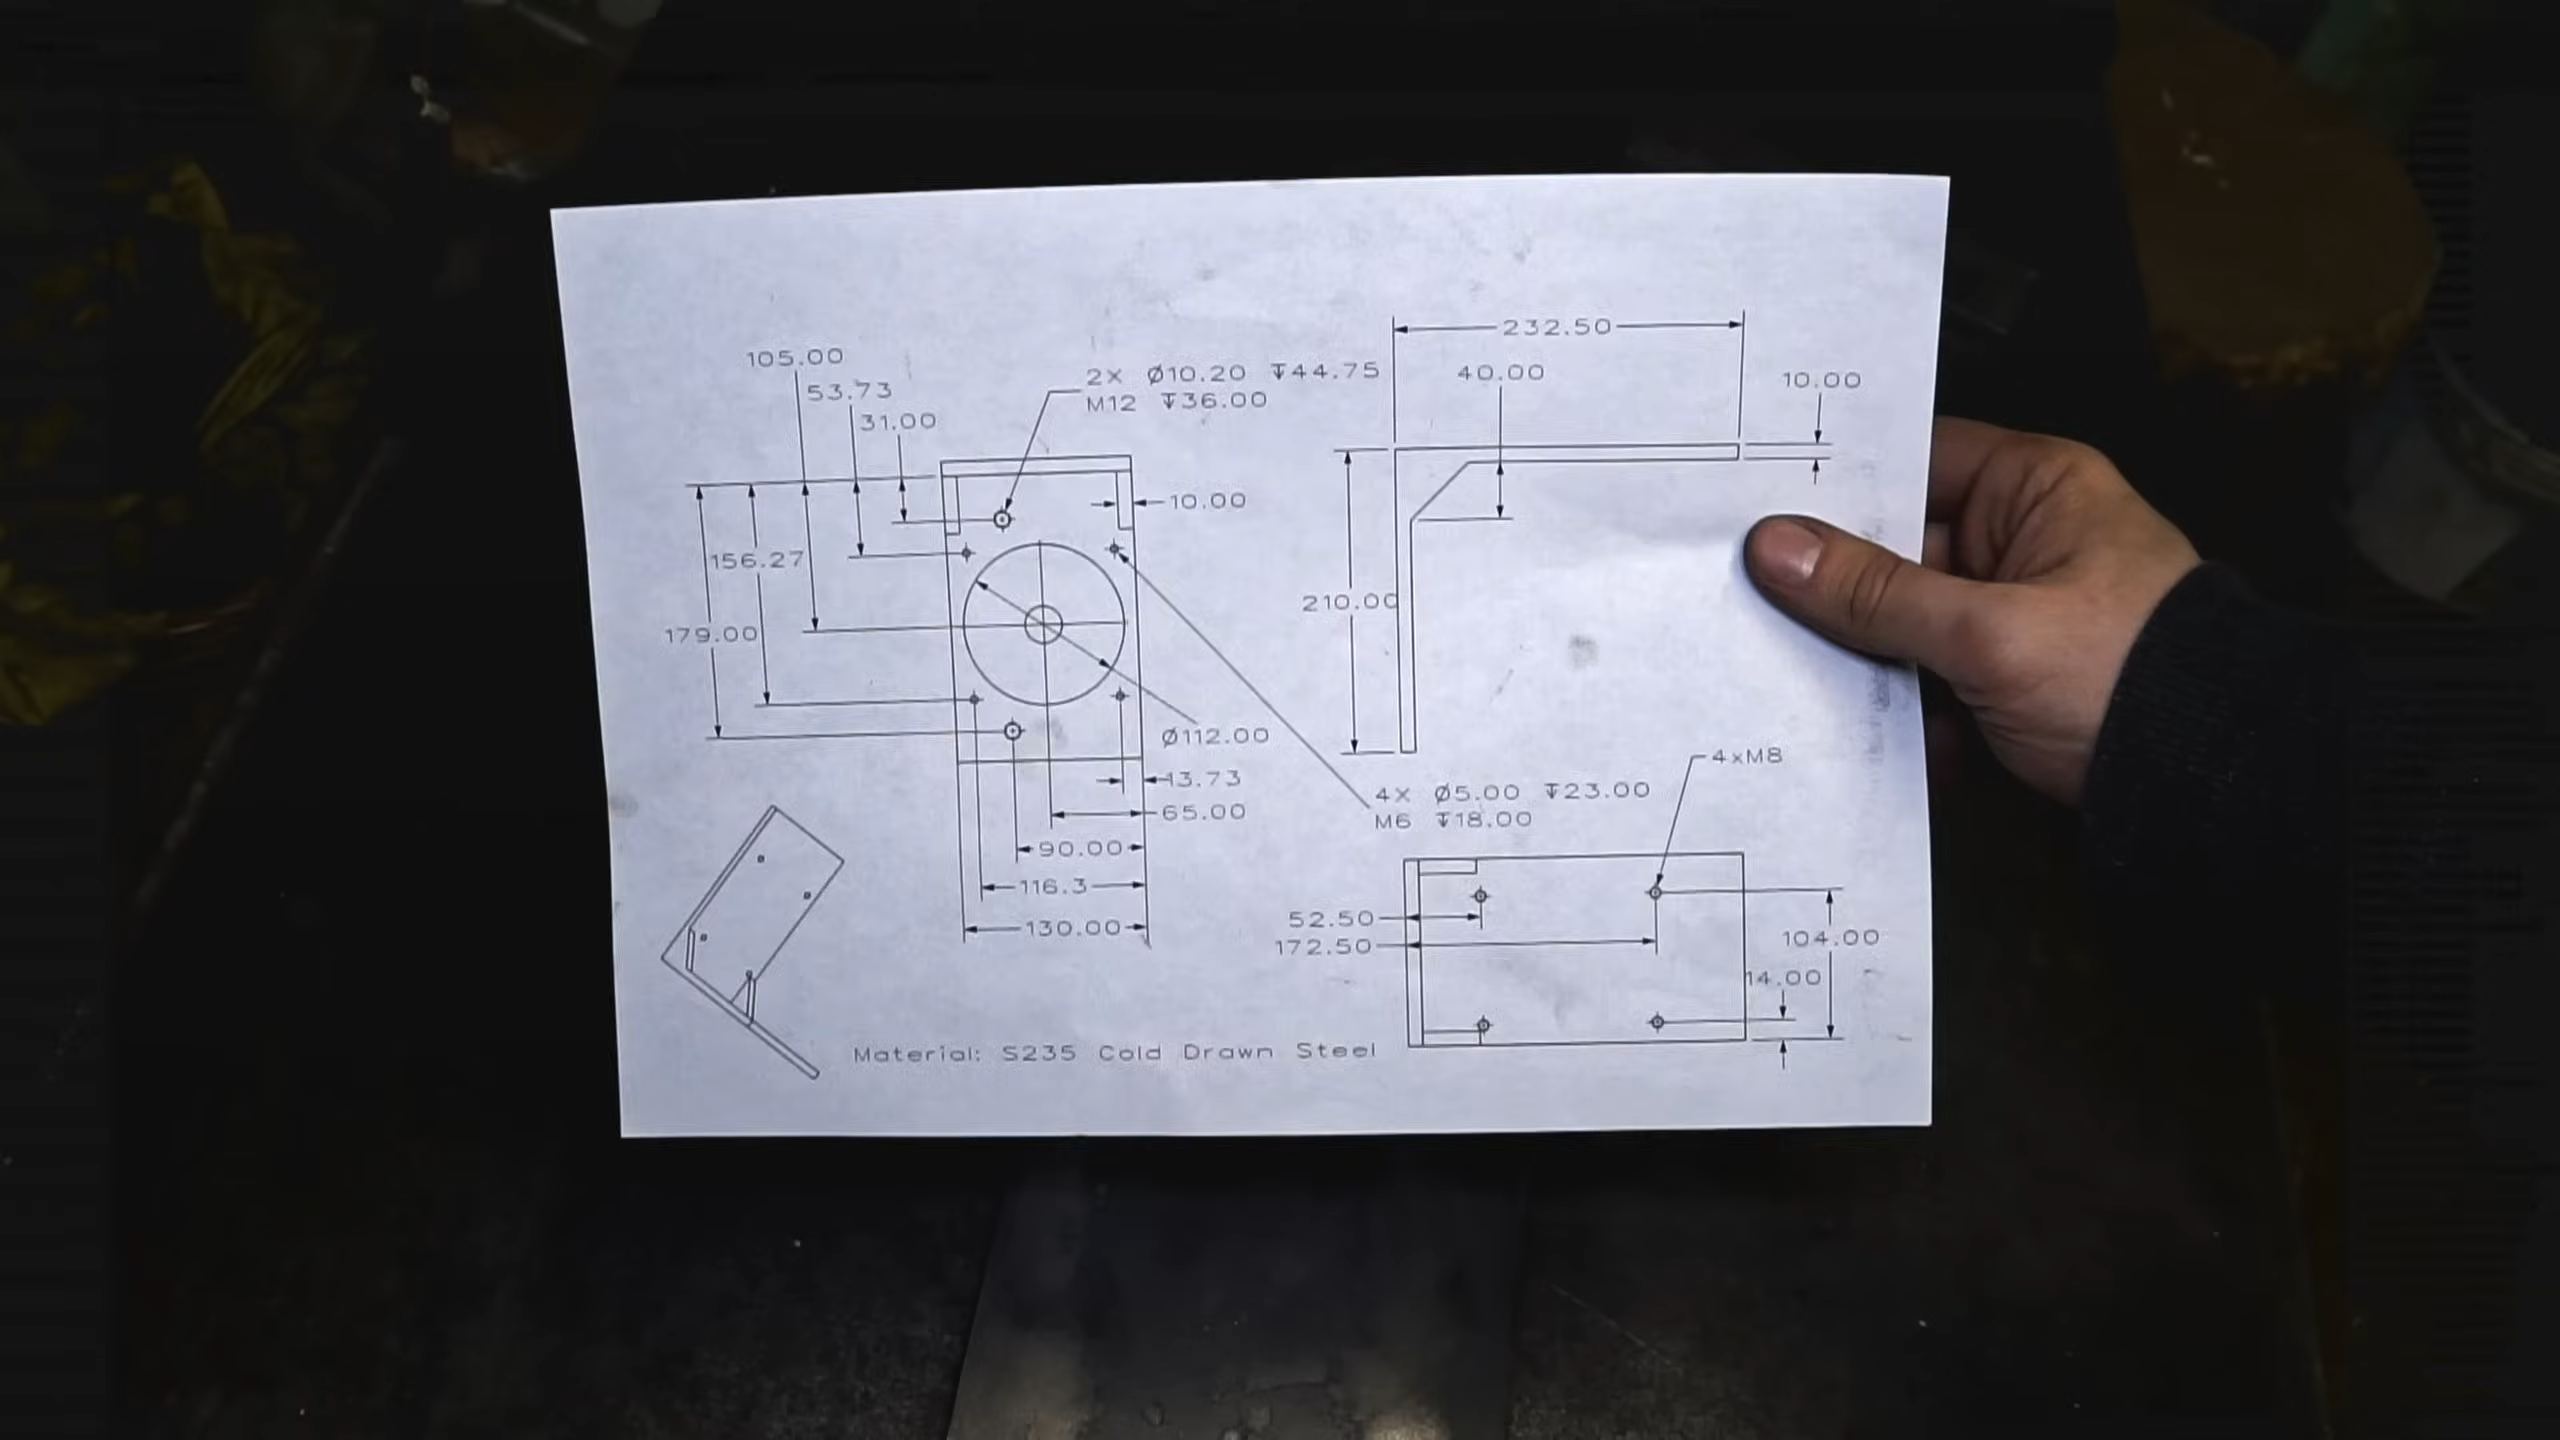 232.50
105.00
53.73
31.00
2X Ø10.20 ↧44.75
M12 ↧36.00
40.00
10.00
10.00
156.27
210.00
179.00
Ø112.00
13.73
65.00
90.00
116.3
130.00
4xM8
4X Ø5.00 ↧23.00
M6 ↧18.00
52.50
172.50
104.00
14.00
Material: S235 Cold Drawn Steel